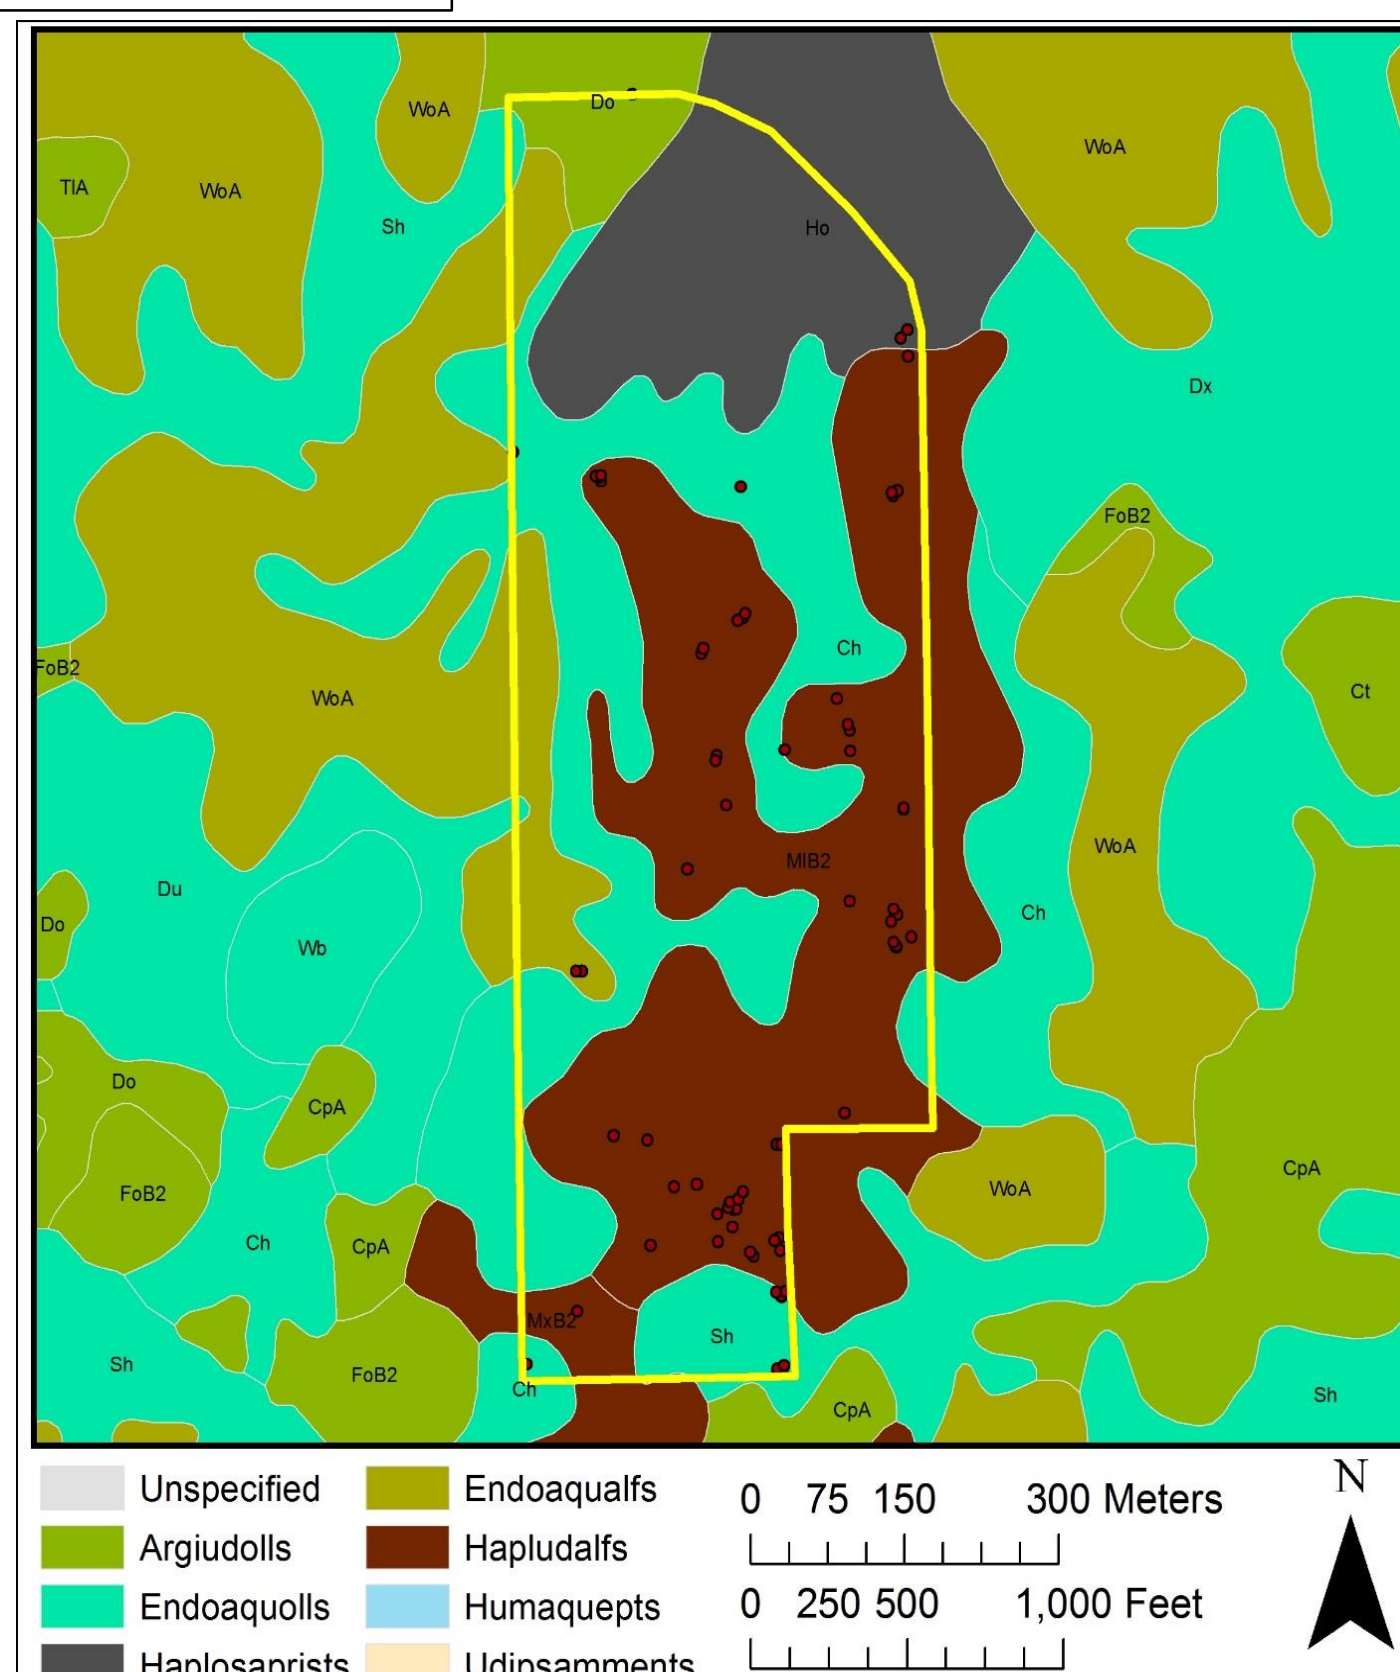 Do
WoA
WoA
TlA
WoA
Sh
Ho
Dx
FoB2
Ch
FoB2
Ct
WoA
WoA
MlB2
Du
Ch
Do
Wb
Do
CpA
CpA
WoA
FoB2
Ch
CpA
MxB2
Sh
Sh
FoB2
Ch
Sh
CpA
Unspecified
Argiudolls
Endoaquolls
Haplosaprists
Endoaqualfs
Hapludalfs
Humaquepts
Udipsamments
0 75 150 300 Meters
0 250 500 1,000 Feet
N